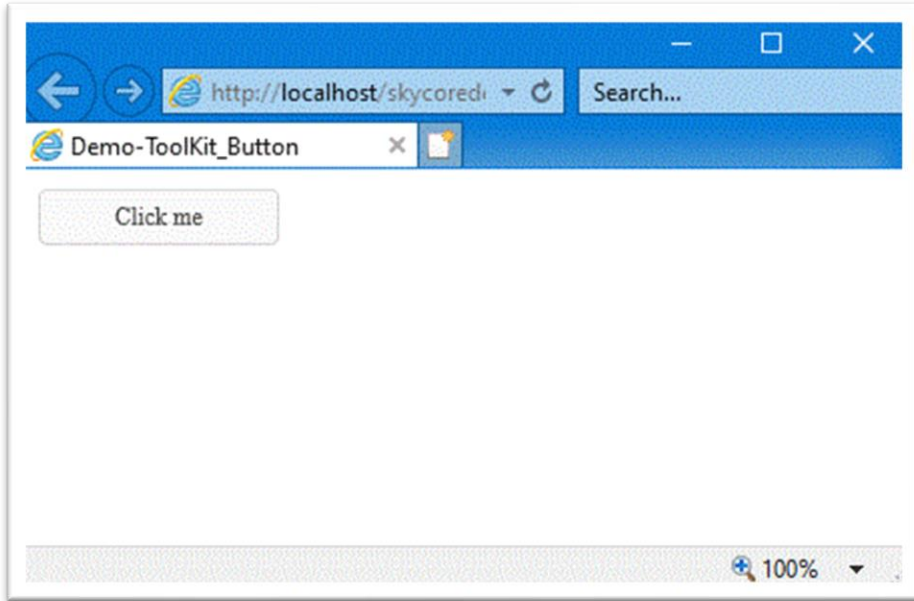 http://localhost/skycored
Search...
Demo-ToolKit_Button
Click me
100%